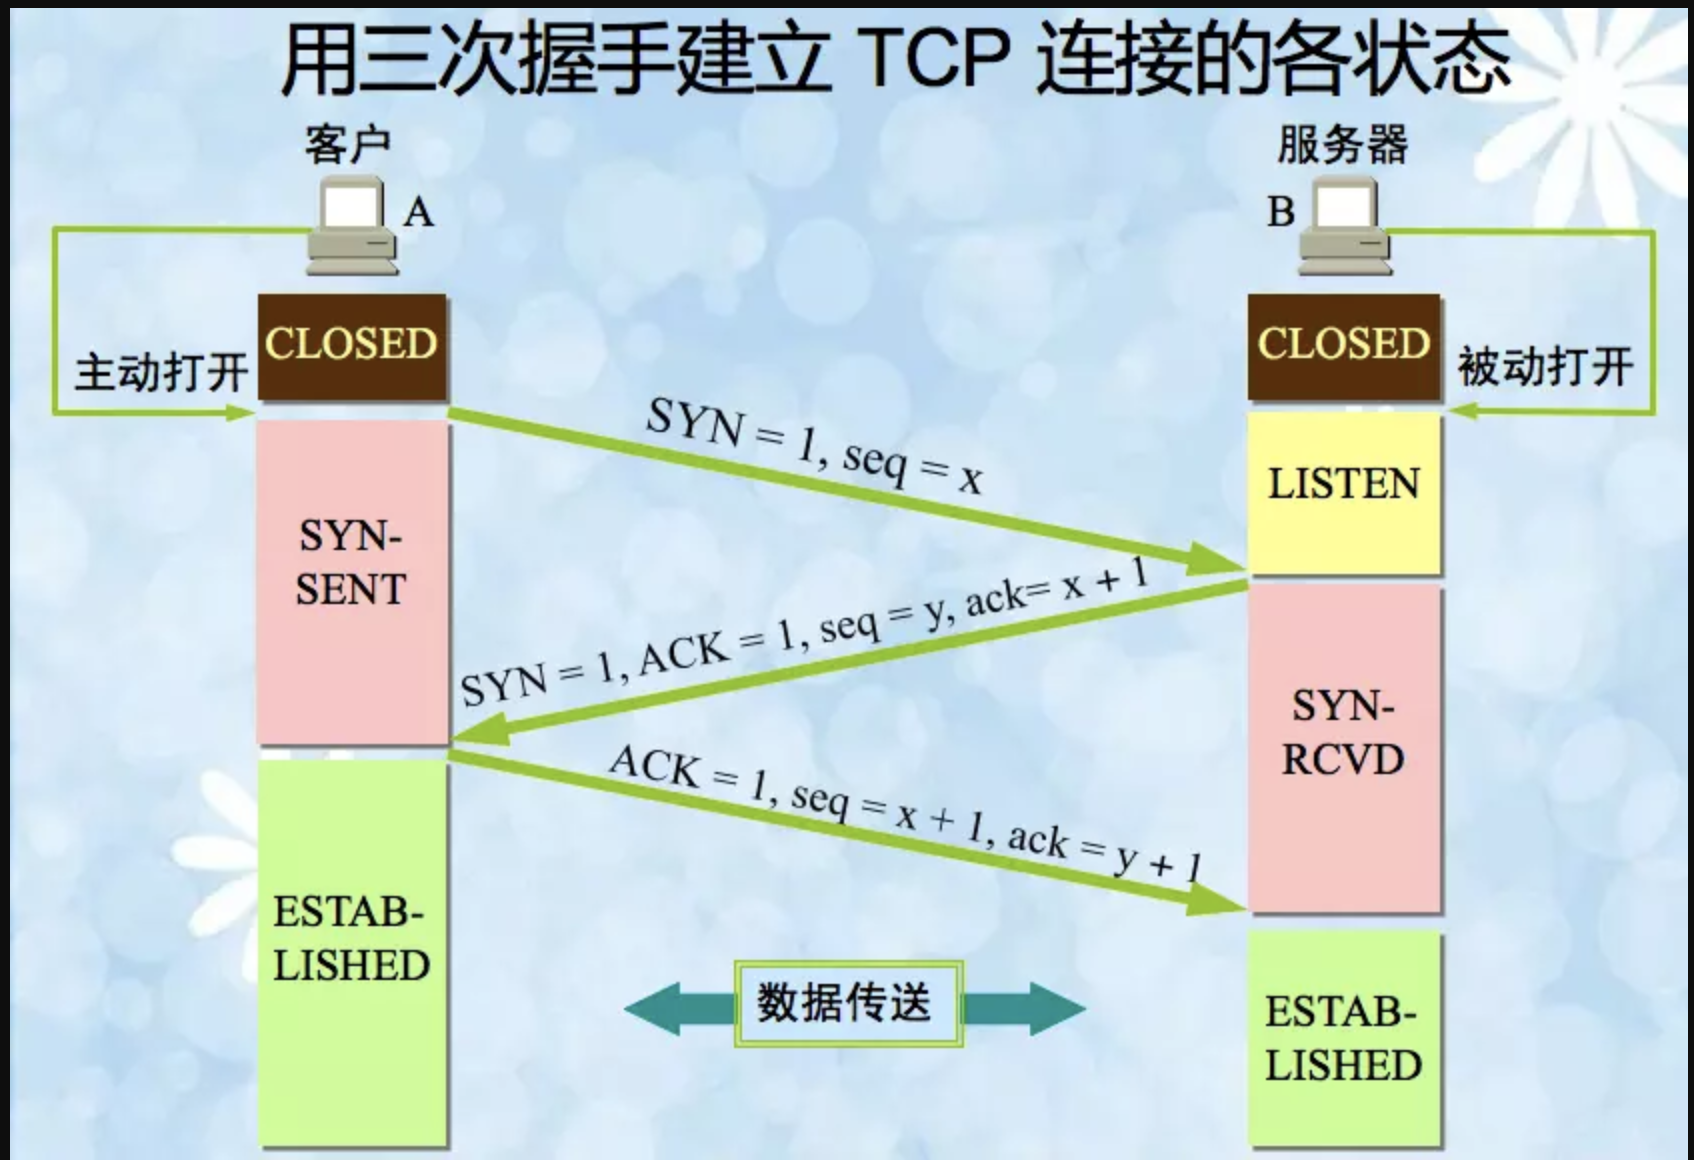 用三次握手建立 TCP 连接的各状态
客户
服务器
A
B
CLOSED
CLOSED
主动打开
被动打开
SYN = 1, seq = x
LISTEN
SYN-
SENT
SYN = 1, ACK = 1, seq = y, ack= x + 1
SYN-
RCVD
ACK = 1, seq = x + 1, ack = y + 1
ESTAB-
LISHED
数据传送
ESTAB-
LISHED